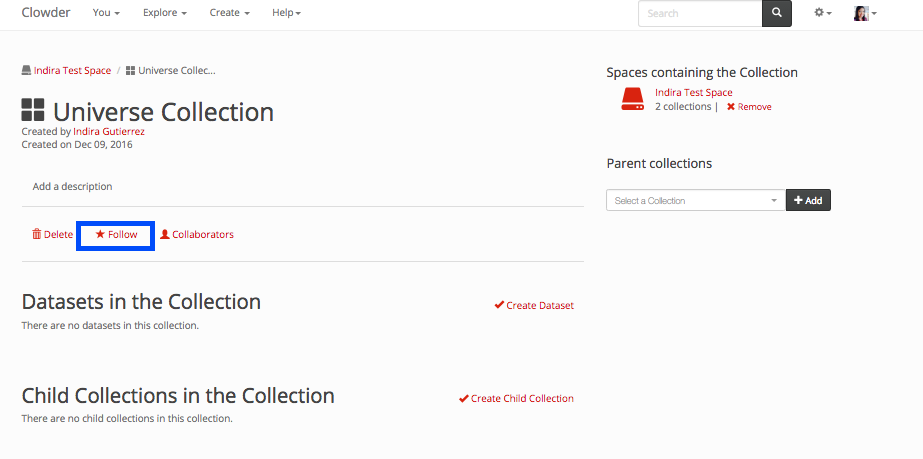 Clowder You Explore Create Help Search
Indira Test Space / Universe Collec...
Universe Collection
Created by Indira Gutierrez
Created on Dec 09, 2016
Add a description
Delete Follow Collaborators
Datasets in the Collection
Create Dataset
There are no datasets in this collection.
Child Collections in the Collection
Create Child Collection
There are no child collections in this collection.
Spaces containing the Collection
Indira Test Space
2 collections | Remove
Parent collections
Select a Collection Add